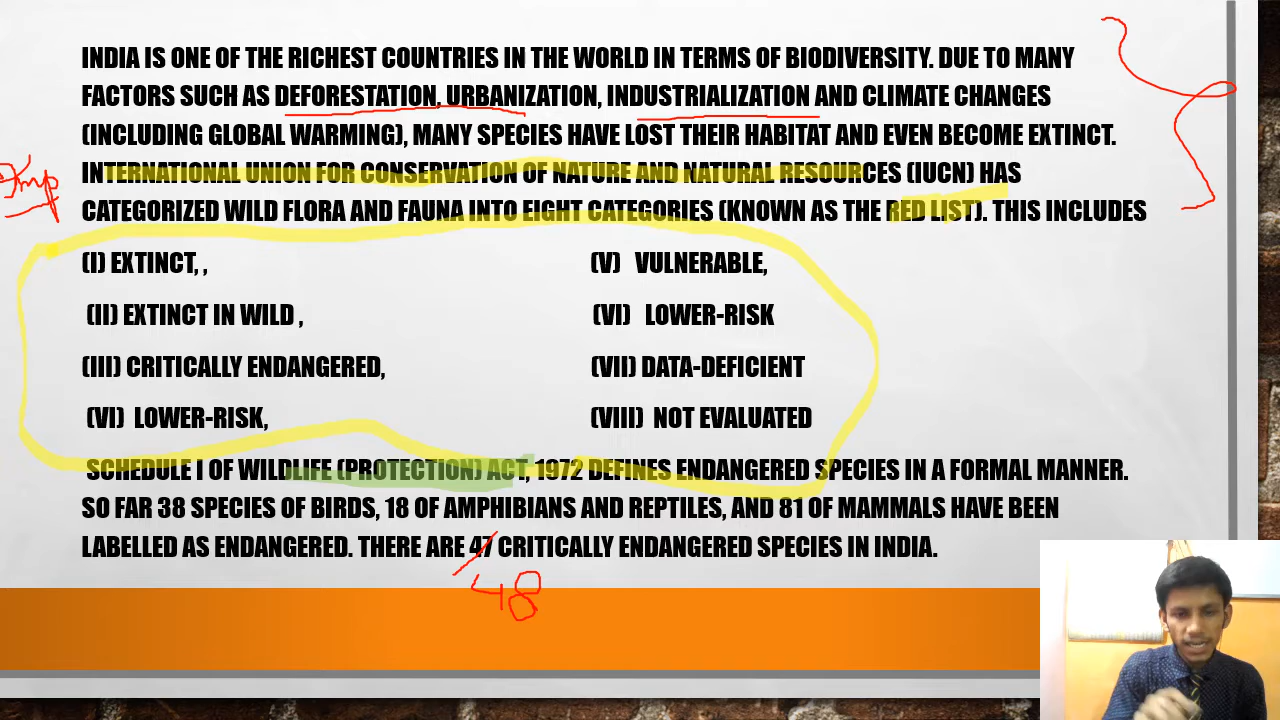 INDIA IS ONE OF THE RICHEST COUNTRIES IN THE WORLD IN TERMS OF BIODIVERSITY. DUE TO MANY
FACTORS SUCH AS DEFORESTATION, URBANIZATION, INDUSTRIALIZATION AND CLIMATE CHANGES
(INCLUDING GLOBAL WARMING), MANY SPECIES HAVE LOST THEIR HABITAT AND EVEN BECOME EXTINCT.
INTERNATIONAL UNION FOR CONSERVATION OF NATURE AND NATURAL RESOURCES (IUCN) HAS
Imp
CATEGORIZED WILD FLORA AND FAUNA INTO EIGHT CATEGORIES (KNOWN AS THE RED LIST). THIS INCLUDES
(I) EXTINCT, , (V) VULNERABLE,
(II) EXTINCT IN WILD , (VI) LOWER-RISK
(III) CRITICALLY ENDANGERED, (VII) DATA-DEFICIENT
(VI) LOWER-RISK, (VIII) NOT EVALUATED
SCHEDULE I OF WILDLIFE (PROTECTION) ACT, 1972 DEFINES ENDANGERED SPECIES IN A FORMAL MANNER.
SO FAR 38 SPECIES OF BIRDS, 18 OF AMPHIBIANS AND REPTILES, AND 81 OF MAMMALS HAVE BEEN
LABELLED AS ENDANGERED. THERE ARE 47 CRITICALLY ENDANGERED SPECIES IN INDIA.
48